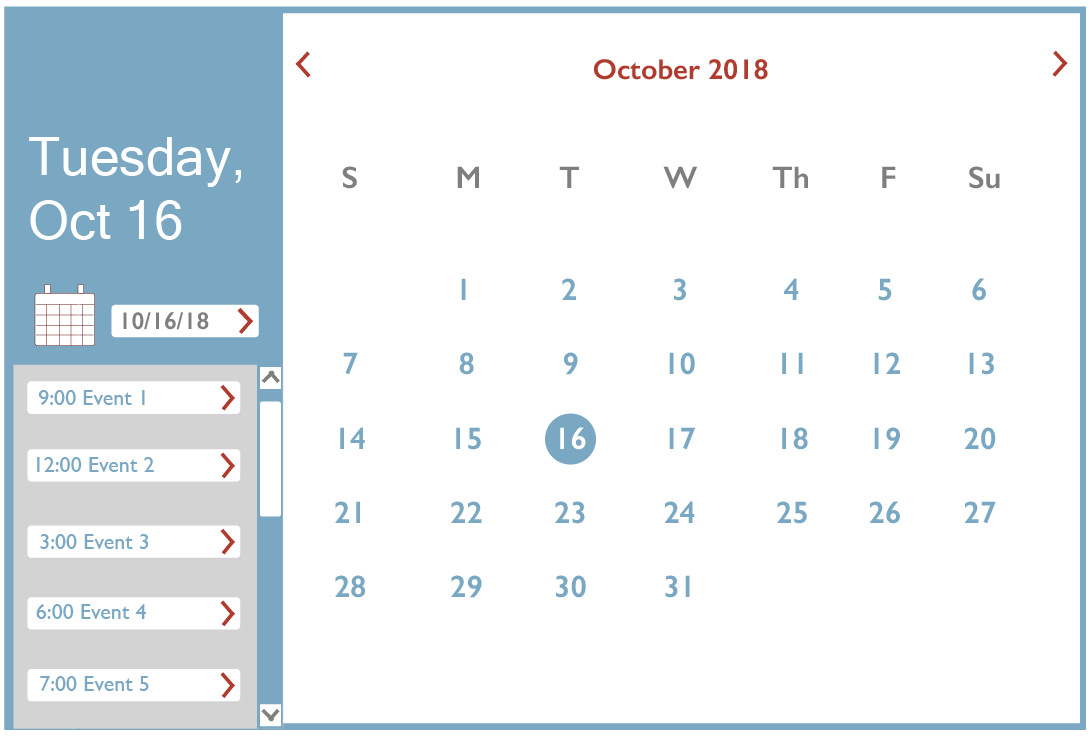 Tuesday,
Oct 16
10/16/18
9:00 Event 1
12:00 Event 2
3:00 Event 3
6:00 Event 4
7:00 Event 5
October 2018
S M T W Th F Su
1 2 3 4 5 6
7 8 9 10 11 12 13
14 15 16 17 18 19 20
21 22 23 24 25 26 27
28 29 30 31